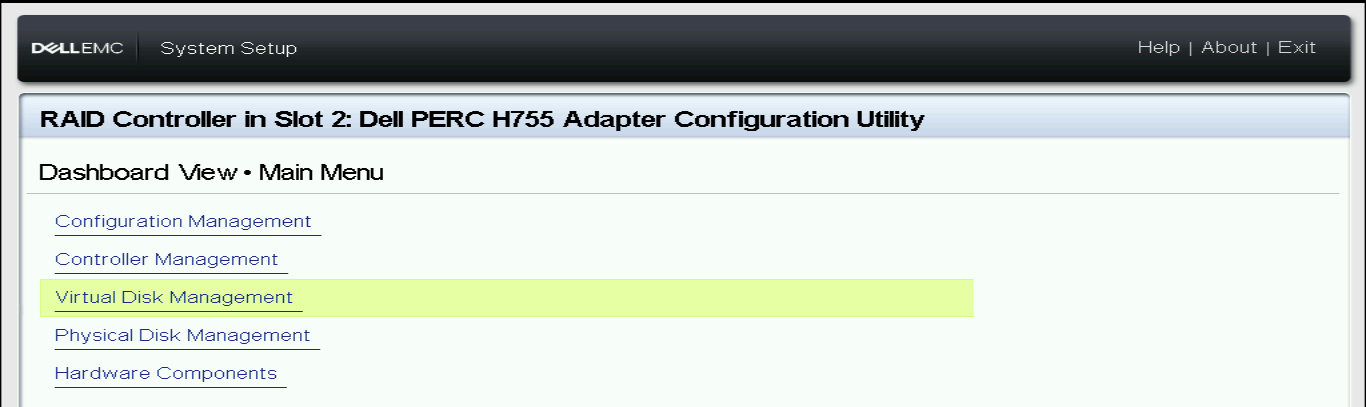 DELLEMC System Setup Help | About | Exit
RAID Controller in Slot 2: Dell PERC H755 Adapter Configuration Utility
Dashboard View • Main Menu
Configuration Management
Controller Management
Virtual Disk Management
Physical Disk Management
Hardware Components